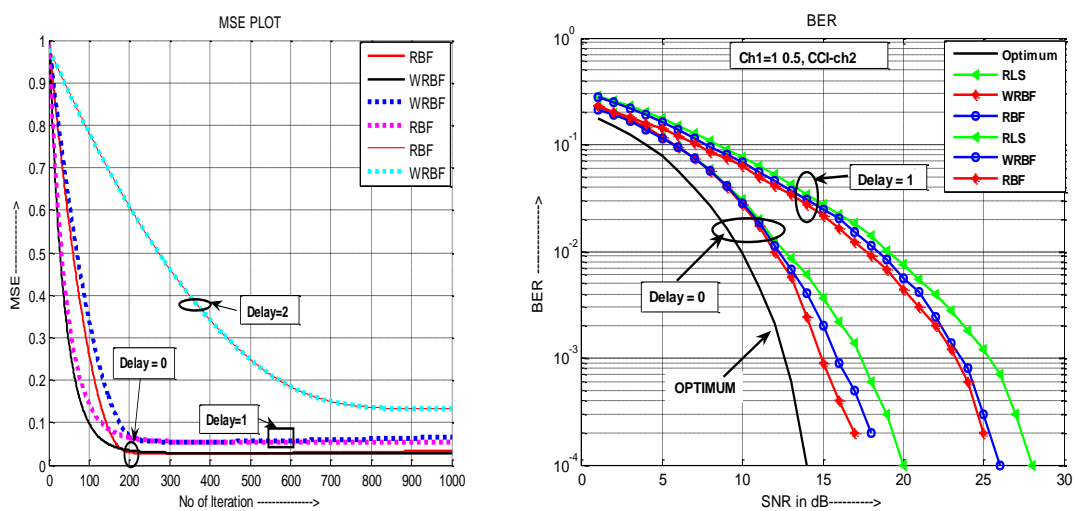 MSE PLOT
1
0.9
0.8
0.7
0.6
0.5
0.4
0.3
0.2
0.1
0
MSE------------>
RBF
WRBF
WRBF
RBF
RBF
WRBF
Delay=2
Delay = 0
Delay=1
0 100 200 300 400 500 600 700 800 900 1000
No of Iteration --------------->
BER
10^0
10^-1
10^-2
10^-3
10^-4
BER ------------->
Ch1=1 0.5, CCI-ch2
Optimum
RLS
WRBF
RBF
RLS
WRBF
RBF
Delay = 1
Delay = 0
OPTIMUM
0 5 10 15 20 25 30
SNR in dB---------->